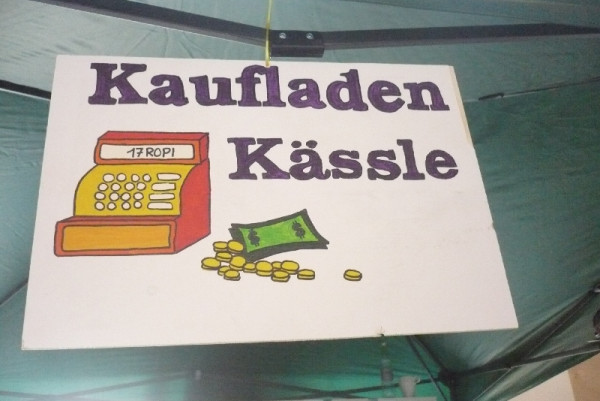 Kaufladen
Kässle
17 ROPI
$ $